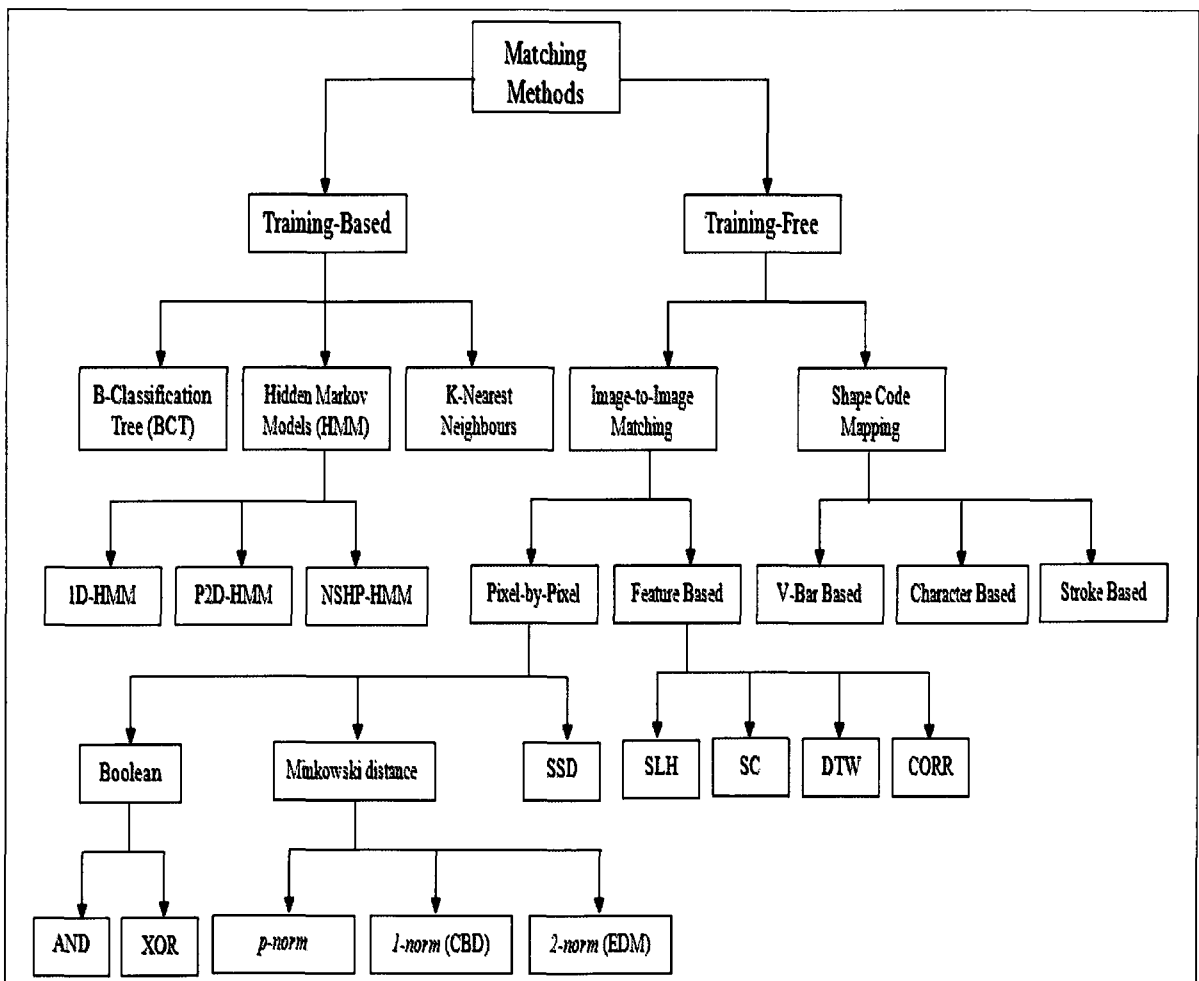 Matching
Methods
Training-Based
Training-Free
B-Classification
Tree (BCT)
Hidden Markov
Models (HMM)
K-Nearest
Neighbours
Image-to-Image
Matching
Shape Code
Mapping
1D-HMM
P2D-HMM
NSHP-HMM
Pixel-by-Pixel
Feature Based
V-Bar Based
Character Based
Stroke Based
Boolean
Minkowski distance
SSD
SLH
SC
DTW
CORR
AND
XOR
p-norm
1-norm (CBD)
2-norm (EDM)